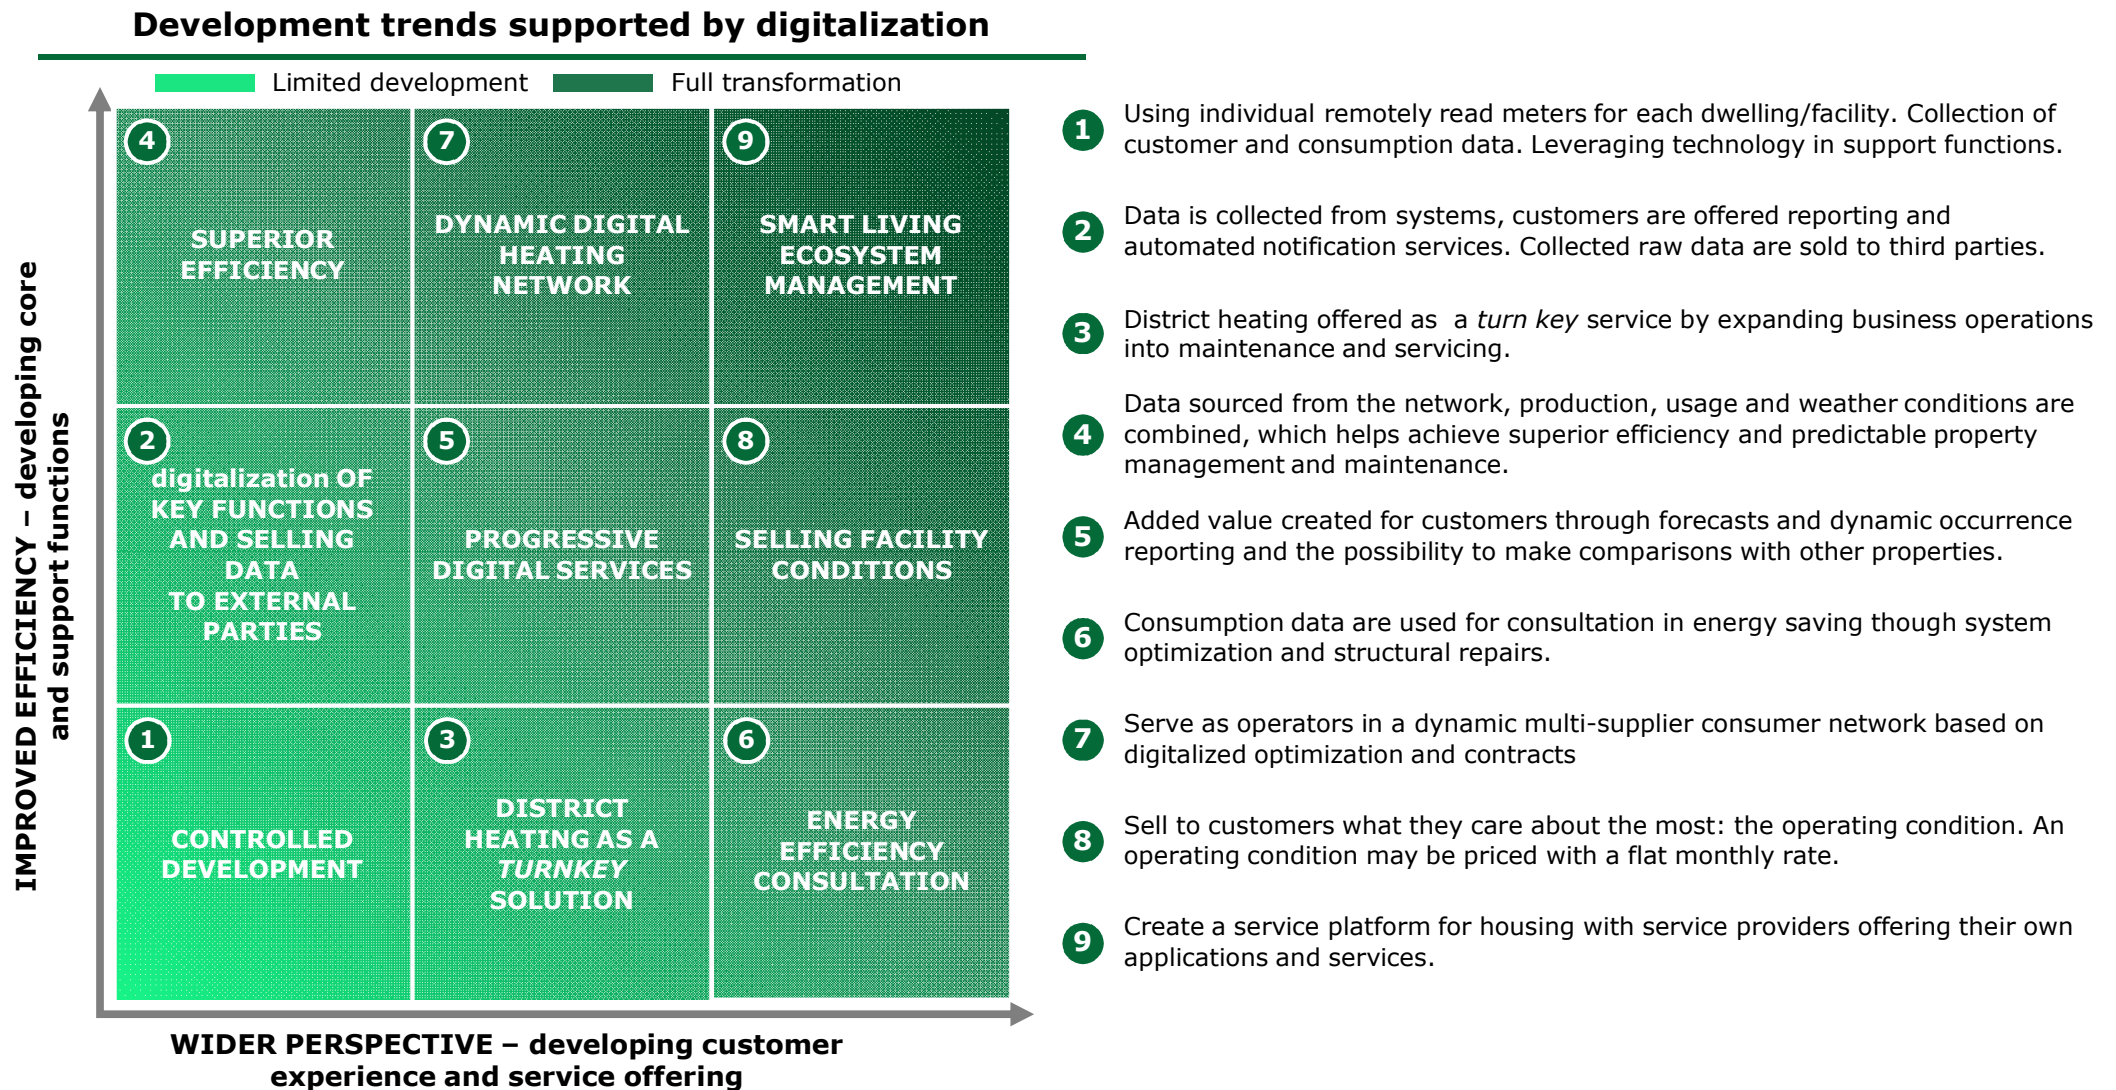 Development trends supported by digitalization
Limited development
Full transformation
IMPROVED EFFICIENCY – developing core
and support functions
4
SUPERIOR
EFFICIENCY
7
DYNAMIC DIGITAL
HEATING
NETWORK
9
SMART LIVING
ECOSYSTEM
MANAGEMENT
2
digitalization OF
KEY FUNCTIONS
AND SELLING
DATA
TO EXTERNAL
PARTIES
5
PROGRESSIVE
DIGITAL SERVICES
8
SELLING FACILITY
CONDITIONS
1
CONTROLLED
DEVELOPMENT
3
DISTRICT
HEATING AS A
TURNKEY
SOLUTION
6
ENERGY
EFFICIENCY
CONSULTATION
WIDER PERSPECTIVE – developing customer
experience and service offering
1
Using individual remotely read meters for each dwelling/facility. Collection of
customer and consumption data. Leveraging technology in support functions.
2
Data is collected from systems, customers are offered reporting and
automated notification services. Collected raw data are sold to third parties.
3
District heating offered as a turn key service by expanding business operations
into maintenance and servicing.
4
Data sourced from the network, production, usage and weather conditions are
combined, which helps achieve superior efficiency and predictable property
management and maintenance.
5
Added value created for customers through forecasts and dynamic occurrence
reporting and the possibility to make comparisons with other properties.
6
Consumption data are used for consultation in energy saving though system
optimization and structural repairs.
7
Serve as operators in a dynamic multi-supplier consumer network based on
digitalized optimization and contracts
8
Sell to customers what they care about the most: the operating condition. An
operating condition may be priced with a flat monthly rate.
9
Create a service platform for housing with service providers offering their own
applications and services.